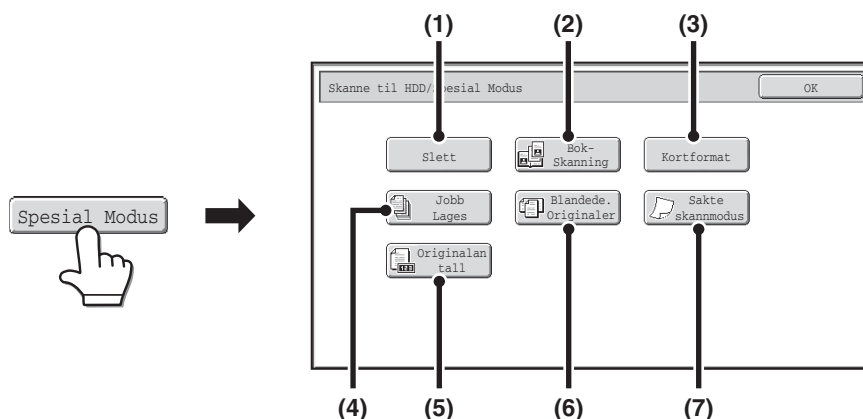 (1) (2) (3)
Skanne til HDD/Spesial Modus OK
Slett
Bok-
Skanning
Kortformat
Spesial Modus
Jobb
Lages
Blandede.
Originaler
Sakte
skannmodus
Originalan
tall
123
(4) (5) (6) (7)